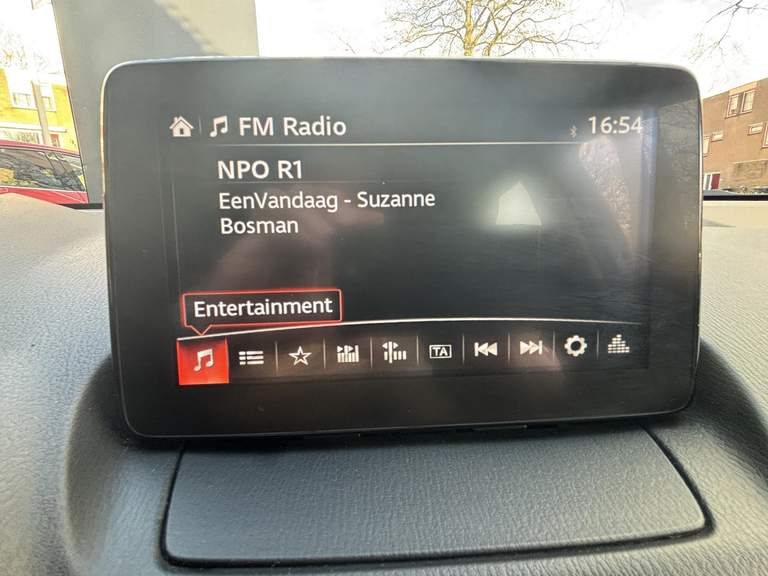 FM Radio
16:54
NPO R1
EenVandaag - Suzanne
Bosman
Entertainment
TA